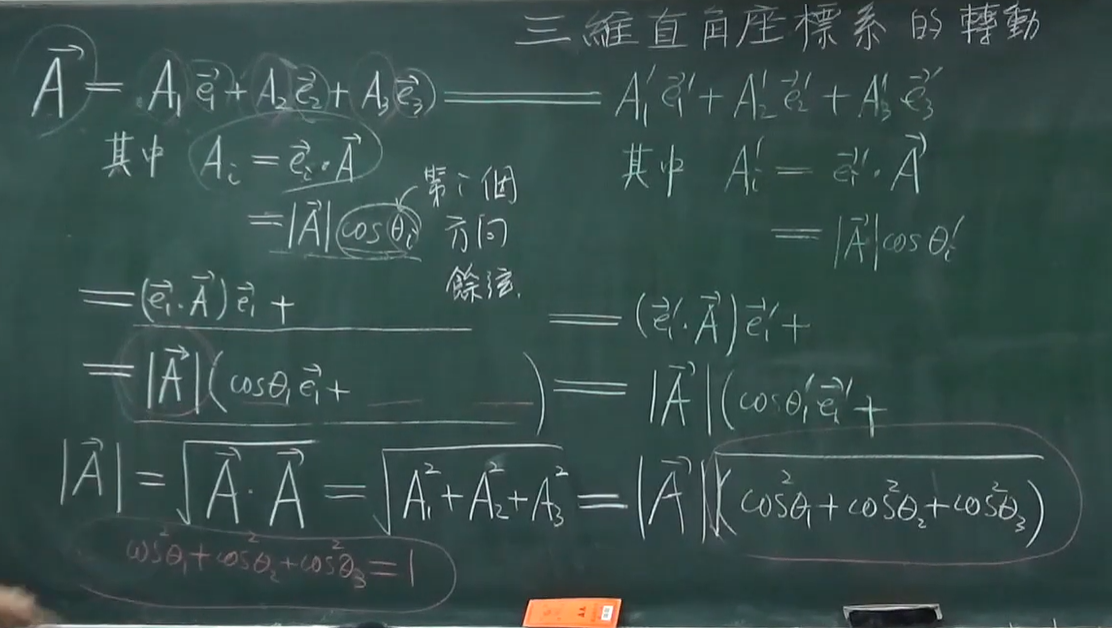 三維直角座標系的轉動
$\vec{A} = A_1\vec{e}_1 + A_2\vec{e}_2 + A_3\vec{e}_3 = A_1'\vec{e}_1' + A_2'\vec{e}_2' + A_3'\vec{e}_3'$
其中 $A_i = \vec{e}_i \cdot \vec{A}$
$= |\vec{A}| \cos\theta_i$
第 i 個
方向
餘弦
其中 $A_i' = \vec{e}_i' \cdot \vec{A}$
$= |\vec{A}| \cos\theta_i'$
$= (\vec{e}_1 \cdot \vec{A})\vec{e}_1 +$ $= (\vec{e}_1' \cdot \vec{A})\vec{e}_1' +$
$= |\vec{A}|(\cos\theta_1\vec{e}_1 + \_\_ \_\_)$ $= |\vec{A}|(\cos\theta_1'\vec{e}_1' +$
$|\vec{A}| = \sqrt{\vec{A} \cdot \vec{A}} = \sqrt{A_1^2 + A_2^2 + A_3^2} = |\vec{A}|\sqrt{(\cos^2\theta_1 + \cos^2\theta_2 + \cos^2\theta_3)}$
$\cos^2\theta_1 + \cos^2\theta_2 + \cos^2\theta_3 = 1$